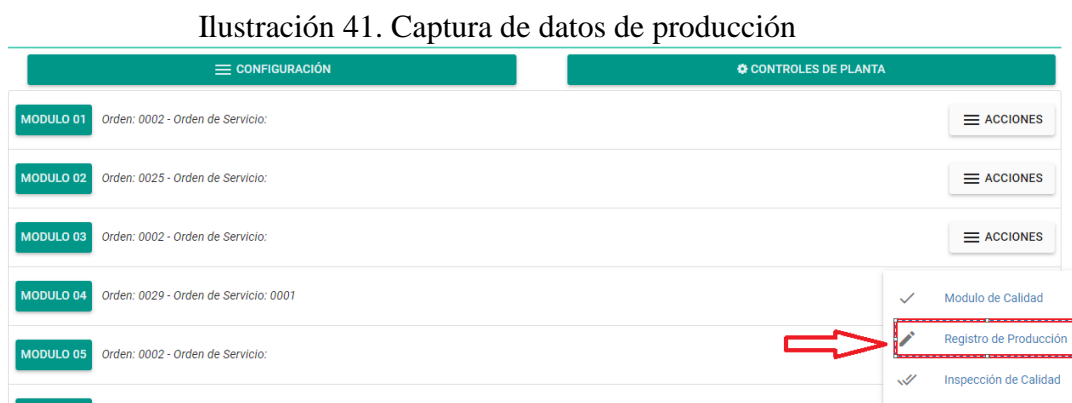 Ilustración 41. Captura de datos de producción
CONFIGURACIÓN
CONTROLES DE PLANTA
MODULO 01 Orden: 0002 - Orden de Servicio: ACCIONES
MODULO 02 Orden: 0025 - Orden de Servicio: ACCIONES
MODULO 03 Orden: 0002 - Orden de Servicio: ACCIONES
MODULO 04 Orden: 0029 - Orden de Servicio: 0001
Modulo de Calidad
Registro de Producción
MODULO 05 Orden: 0002 - Orden de Servicio:
Inspección de Calidad